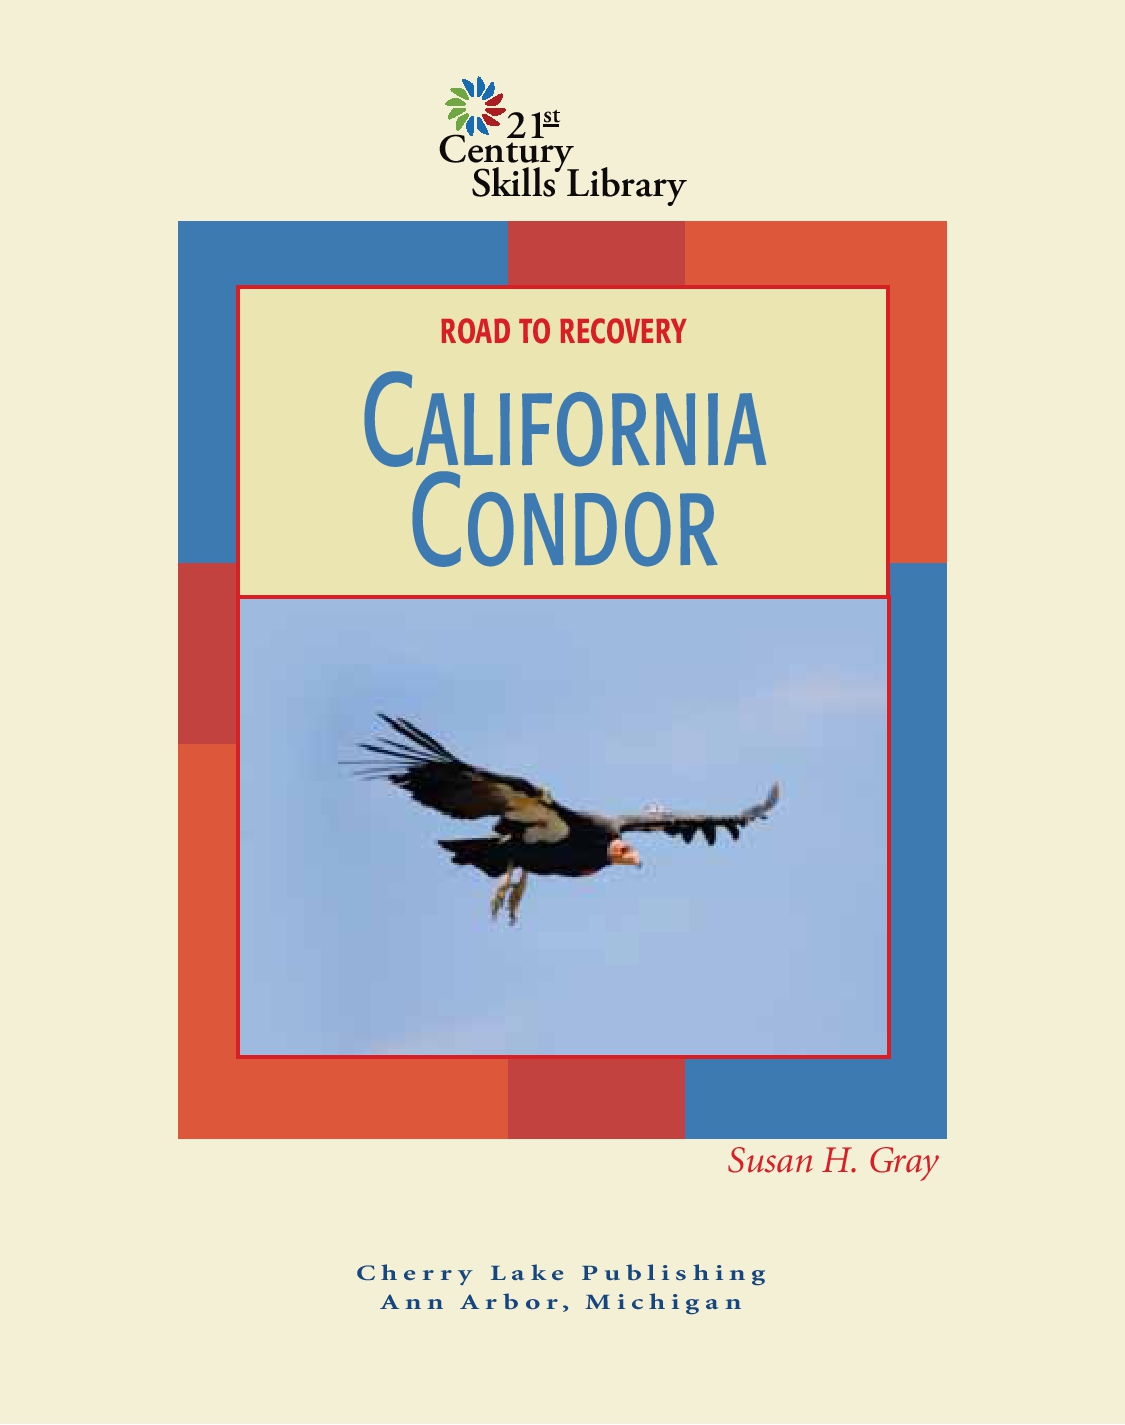 21st
Century
Skills Library
ROAD TO RECOVERY
CALIFORNIA
CONDOR
Susan H. Gray
Cherry Lake Publishing
Ann Arbor, Michigan